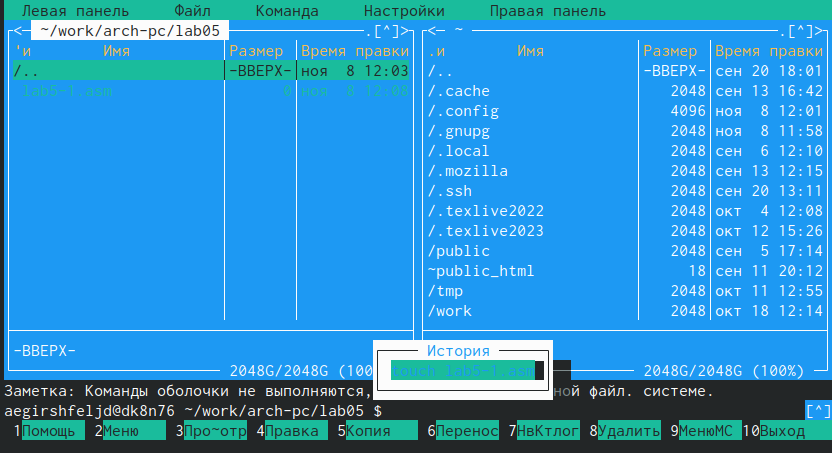 Левая панель Файл Команда Настройки Правая панель
<— ~/work/arch-pc/lab05 .[^]> <— ~ .[^]>
'и Имя Размер Время правки .и Имя Размер Время правки
/.. -ВВЕРХ- ноя 8 12:03 /.. -ВВЕРХ- сен 20 18:01
lab5-1.asm 0 ноя 8 12:08 /.cache 2048 сен 13 16:42
/.config 4096 ноя 8 12:01
/.gnupg 2048 ноя 8 11:58
/.local 2048 сен 6 12:10
/.mozilla 2048 сен 13 12:15
/.ssh 2048 сен 20 13:11
/.texlive2022 2048 окт 4 12:08
/.texlive2023 2048 окт 12 15:26
/public 2048 сен 5 17:14
~public_html 18 сен 11 20:12
/tmp 2048 окт 11 12:55
/work 2048 окт 18 12:14
-ВВЕРХ-
История
2048G/2048G (100 touch lab5-1.asm 2048G/2048G (100%)
Заметка: Команды оболочки не выполняются, ной файл. системе.
aegirshfeljd@dk8n76 ~/work/arch-pc/lab05 $ [^]
1Помощь 2Меню 3Про~отр 4Правка 5Копия 6Перенос 7НвКтлог 8Удалить 9МенюMC 10Выход